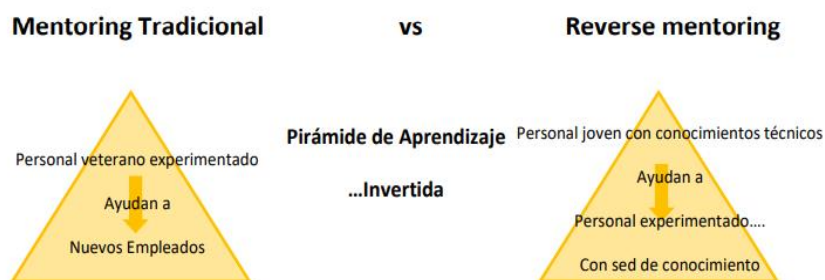 Mentoring Tradicional vs Reverse mentoring
Personal veterano experimentado
Ayudan a
Nuevos Empleados
Pirámide de Aprendizaje
...Invertida
Personal joven con conocimientos técnicos
Ayudan a
Personal experimentado....
Con sed de conocimiento